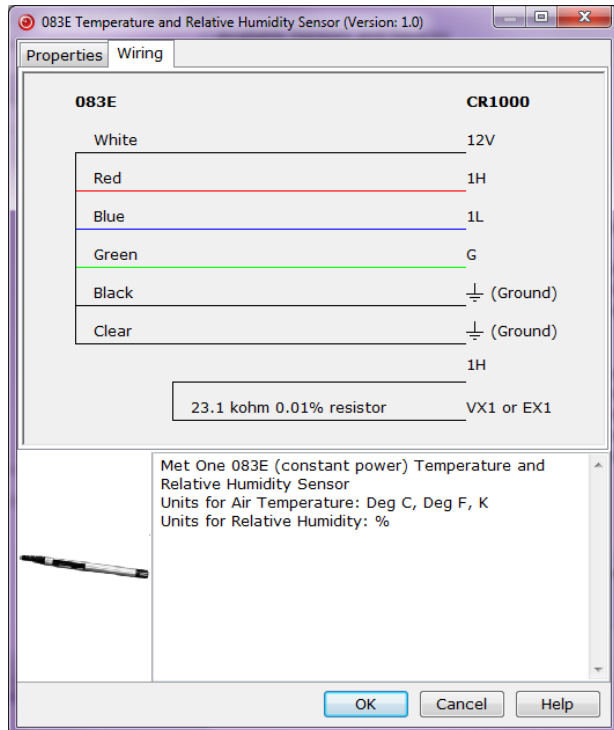 083E Temperature and Relative Humidity Sensor (Version: 1.0)
Properties Wiring
083E CR1000
White 12V
Red 1H
Blue 1L
Green G
Black (Ground)
Clear (Ground)
1H
23.1 kohm 0.01% resistor VX1 or EX1
Met One 083E (constant power) Temperature and
Relative Humidity Sensor
Units for Air Temperature: Deg C, Deg F, K
Units for Relative Humidity: %
OK Cancel Help